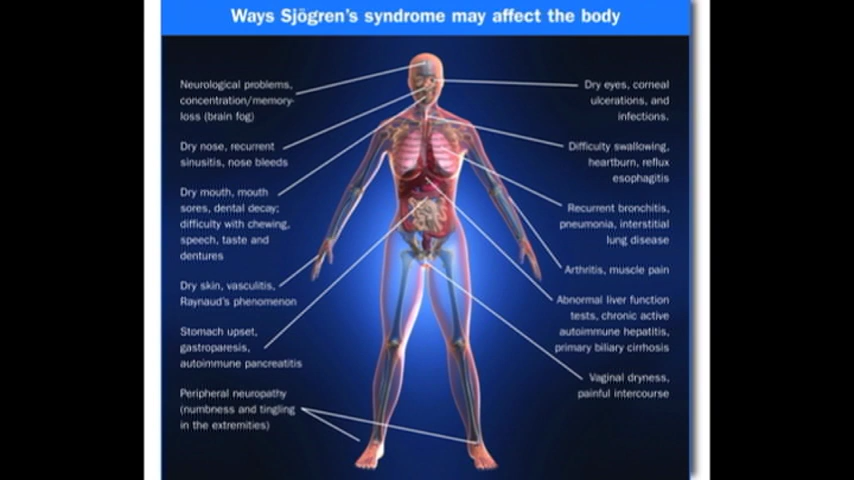 Ways Sjögren's syndrome may affect the body
Neurological problems,
concentration/memory-
loss (brain fog)
Dry nose, recurrent
sinusitis, nose bleeds
Dry mouth, mouth
sores, dental decay;
difficulty with chewing,
speech, taste and
dentures
Dry skin, vasculitis,
Raynaud's phenomenon
Stomach upset,
gastroparesis,
autoimmune pancreatitis
Peripheral neuropathy
(numbness and tingling
in the extremities)
Dry eyes, corneal
ulcerations, and
infections.
Difficulty swallowing,
heartburn, reflux
esophagitis
Recurrent bronchitis,
pneumonia, interstitial
lung disease
Arthritis, muscle pain
Abnormal liver function
tests, chronic active
autoimmune hepatitis,
primary biliary cirrhosis
Vaginal dryness,
painful intercourse